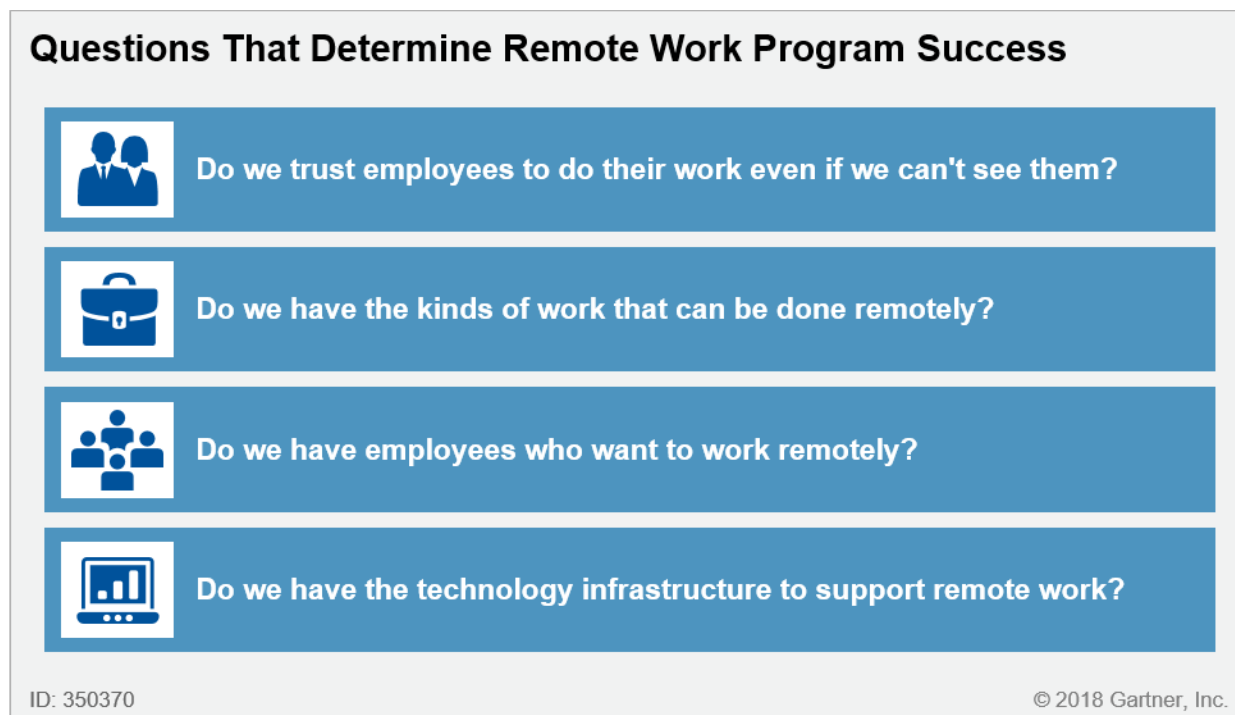 Questions That Determine Remote Work Program Success
Do we trust employees to do their work even if we can't see them?
Do we have the kinds of work that can be done remotely?
Do we have employees who want to work remotely?
Do we have the technology infrastructure to support remote work?
ID: 350370
© 2018 Gartner, Inc.